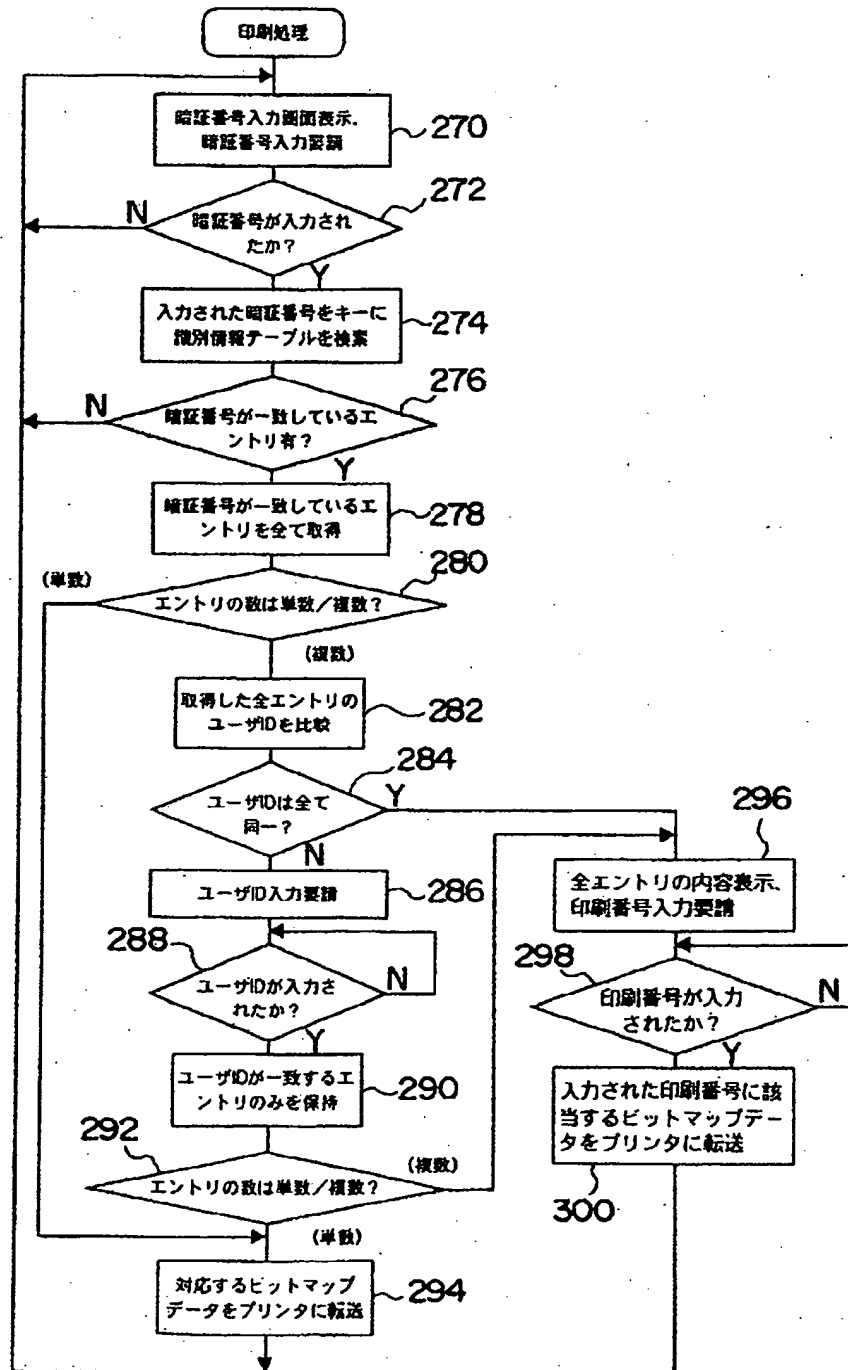 印刷処理
暗証番号入力画面表示、
暗証番号入力要請
270
272
N
暗証番号が入力され
たか？
Y
入力された暗証番号をキーに
識別情報テーブルを検索
274
276
N
暗証番号が一致しているエ
ントリ有？
Y
暗証番号が一致しているエ
ントリを全て取得
278
280
(単数)
エントリの数は単数／複数？
(複数)
取得した全エントリの
ユーザIDを比較
282
284
ユーザIDは全て
同一？
Y
N
ユーザID入力要請
286
288
ユーザIDが入力さ
れたか？
N
Y
ユーザIDが一致するエ
ントリのみを保持
290
292
エントリの数は単数／複数？
(複数)
(単数)
対応するビットマップ
データをプリンタに転送
294
296
全エントリの内容表示、
印刷番号入力要請
298
印刷番号が入力
されたか？
N
Y
入力された印刷番号に該
当するビットマップデー
タをプリンタに転送
300